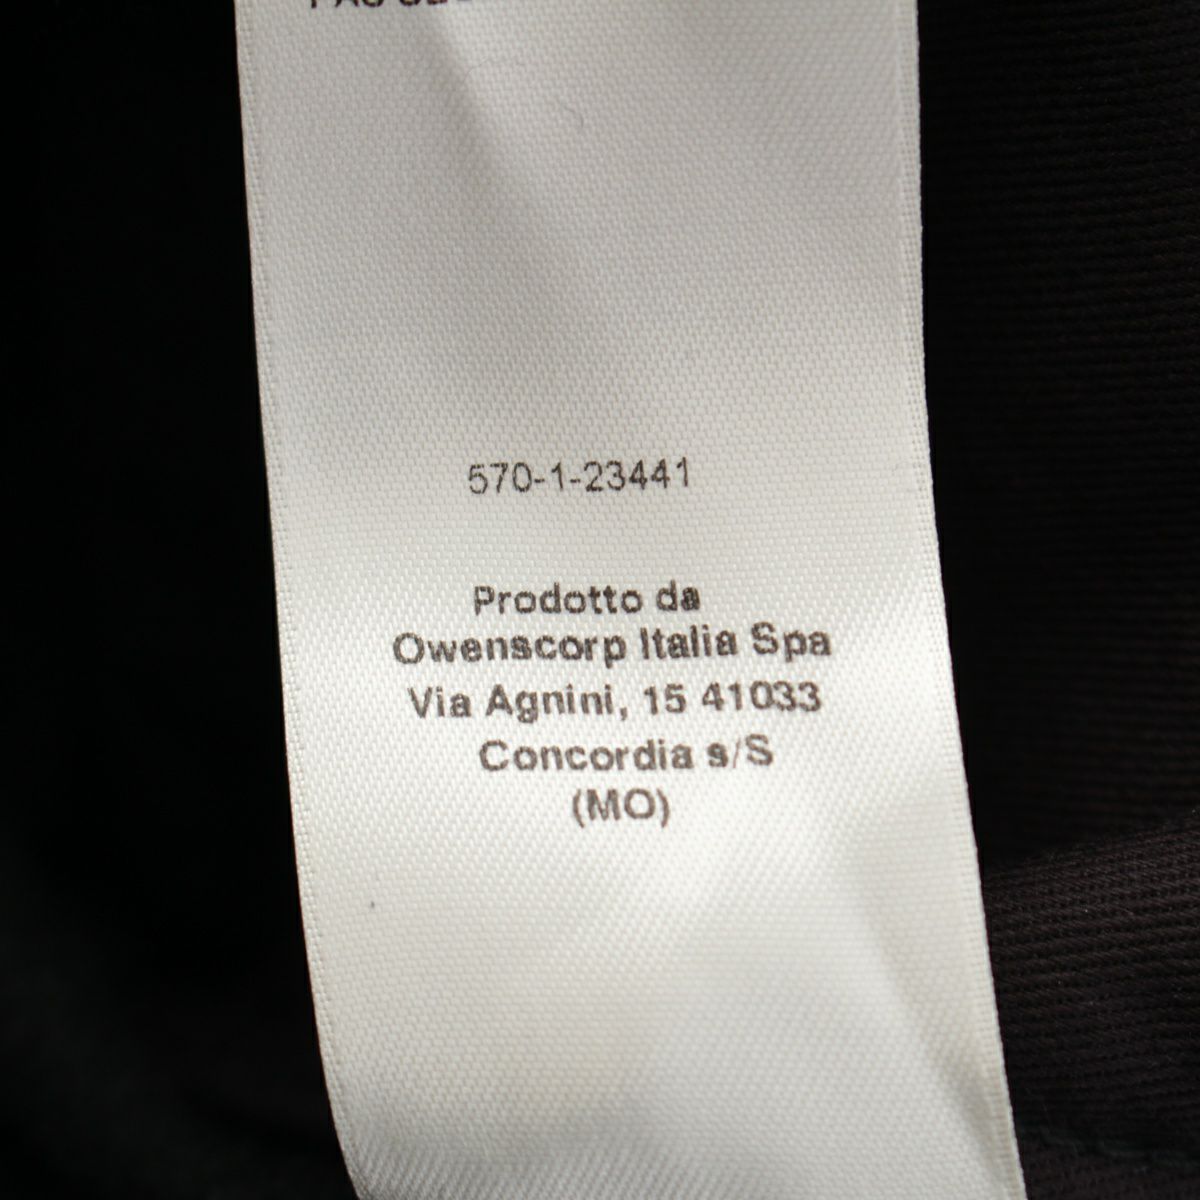 570-1-23441
Prodotto da
Owenscorp Italia Spa
Via Agnini, 15 41033
Concordia s/S
(MO)